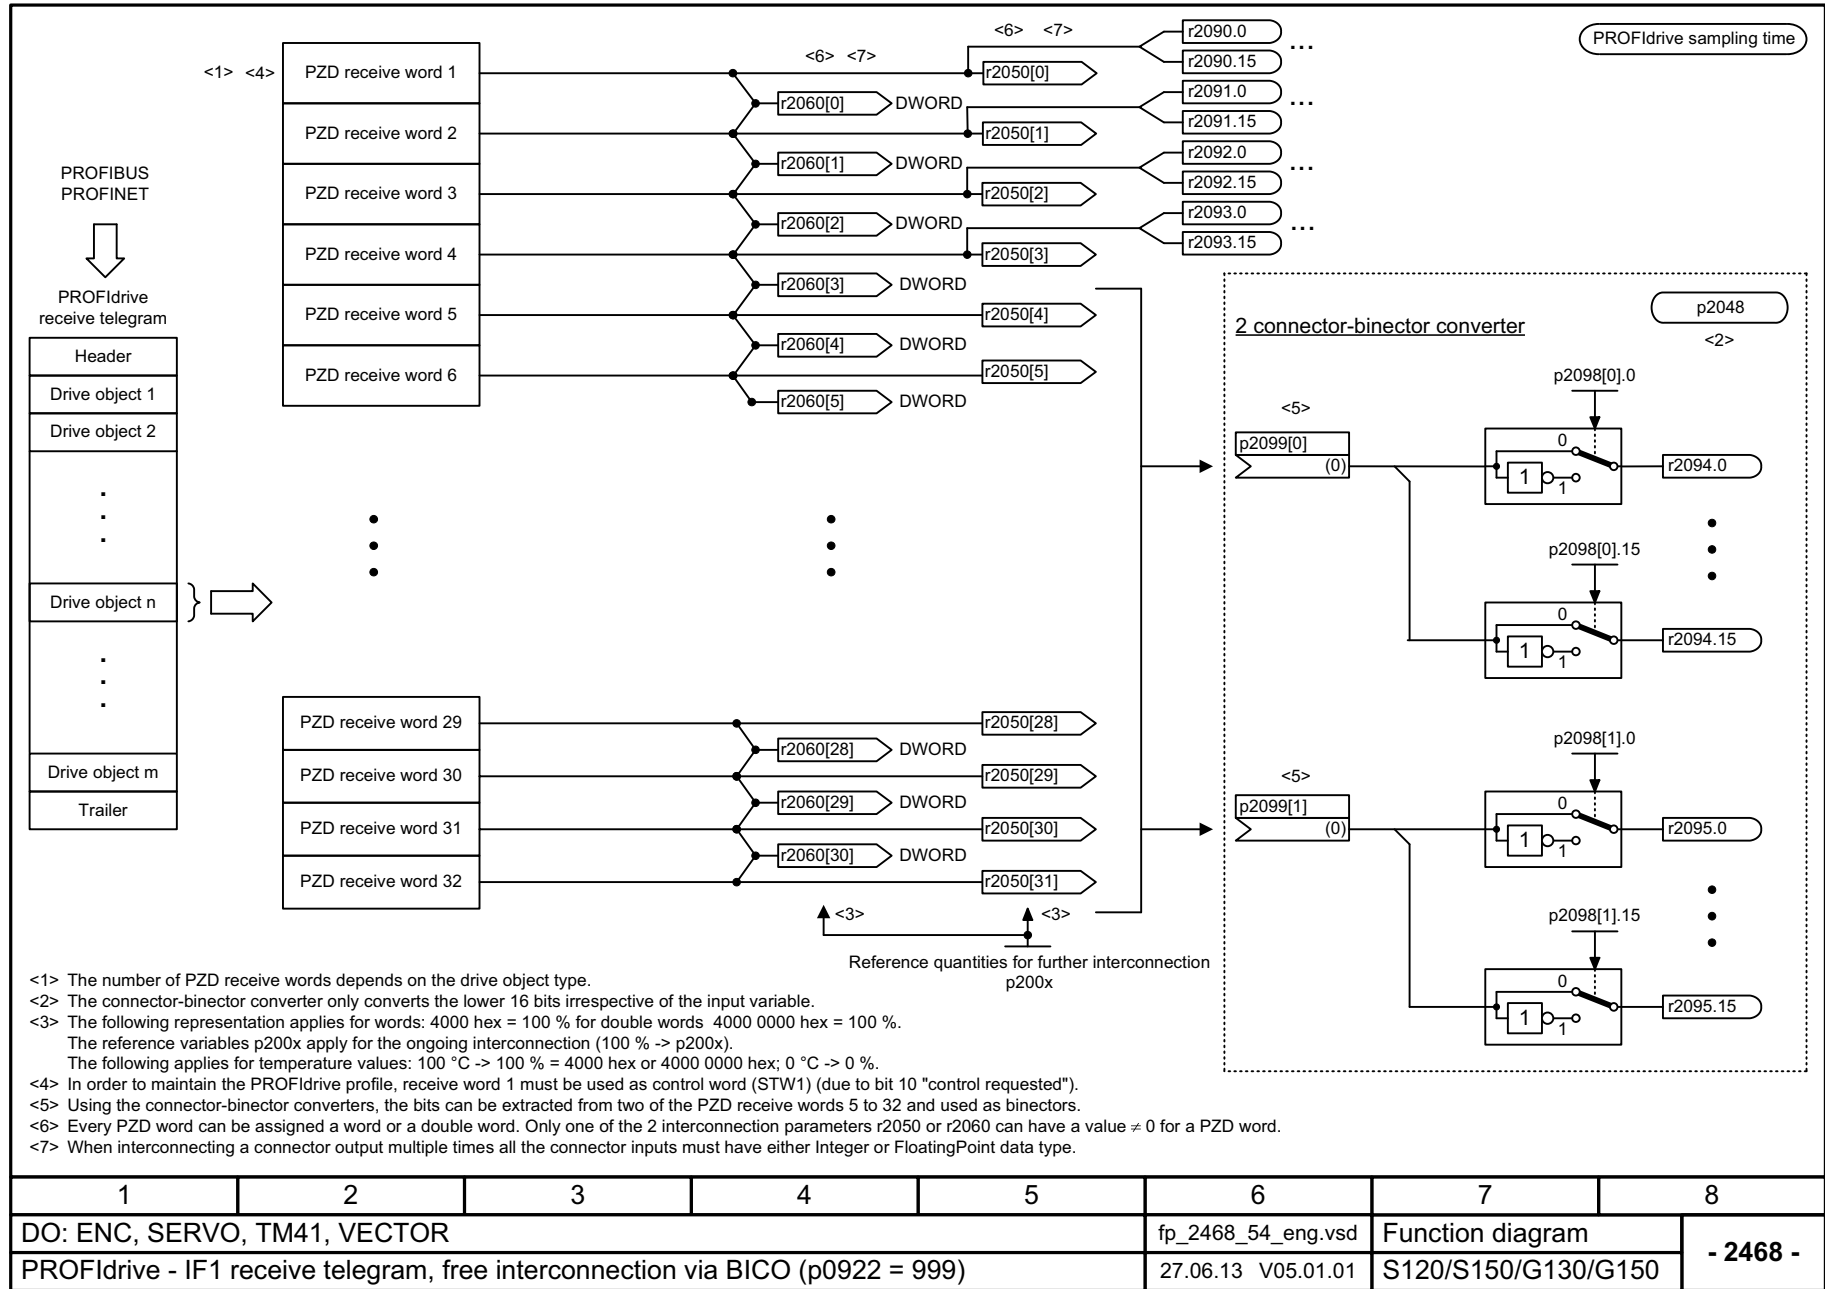 <1> <4>
PROFIBUS
PROFINET
PROFIdrive
receive telegram
Header
Drive object 1
Drive object 2
.
.
.
Drive object n
}
.
.
.
Drive object m
Trailer
PZD receive word 1
PZD receive word 2
PZD receive word 3
PZD receive word 4
PZD receive word 5
PZD receive word 6
PZD receive word 29
PZD receive word 30
PZD receive word 31
PZD receive word 32
<6> <7>
r2060[0] DWORD
r2060[1] DWORD
r2060[2] DWORD
r2060[3] DWORD
r2060[4] DWORD
r2060[5] DWORD
r2060[28] DWORD
r2060[29] DWORD
r2060[30] DWORD
<6> <7>
r2050[0]
r2050[1]
r2050[2]
r2050[3]
r2050[4]
r2050[5]
r2050[28]
r2050[29]
r2050[30]
r2050[31]
<3> <3>
Reference quantities for further interconnection
p200x
r2090.0 ...
r2090.15
r2091.0 ...
r2091.15
r2092.0 ...
r2092.15
r2093.0 ...
r2093.15
PROFIdrive sampling time
2 connector-binector converter
p2048
<2>
<5>
p2099[0]
(0)
p2098[0].0
0
1
1
r2094.0
p2098[0].15
0
1
1
r2094.15
<5>
p2099[1]
(0)
p2098[1].0
0
1
1
r2095.0
p2098[1].15
0
1
1
r2095.15
<1> The number of PZD receive words depends on the drive object type.
<2> The connector-binector converter only converts the lower 16 bits irrespective of the input variable.
<3> The following representation applies for words: 4000 hex = 100 % for double words 4000 0000 hex = 100 %.
The reference variables p200x apply for the ongoing interconnection (100 % -> p200x).
The following applies for temperature values: 100 °C -> 100 % = 4000 hex or 4000 0000 hex; 0 °C -> 0 %.
<4> In order to maintain the PROFIdrive profile, receive word 1 must be used as control word (STW1) (due to bit 10 "control requested").
<5> Using the connector-binector converters, the bits can be extracted from two of the PZD receive words 5 to 32 and used as binectors.
<6> Every PZD word can be assigned a word or a double word. Only one of the 2 interconnection parameters r2050 or r2060 can have a value ≠ 0 for a PZD word.
<7> When interconnecting a connector output multiple times all the connector inputs must have either Integer or FloatingPoint data type.
1 2 3 4 5 6 7 8
DO: ENC, SERVO, TM41, VECTOR
fp_2468_54_eng.vsd
Function diagram
- 2468 -
PROFIdrive - IF1 receive telegram, free interconnection via BICO (p0922 = 999)
27.06.13 V05.01.01
S120/S150/G130/G150